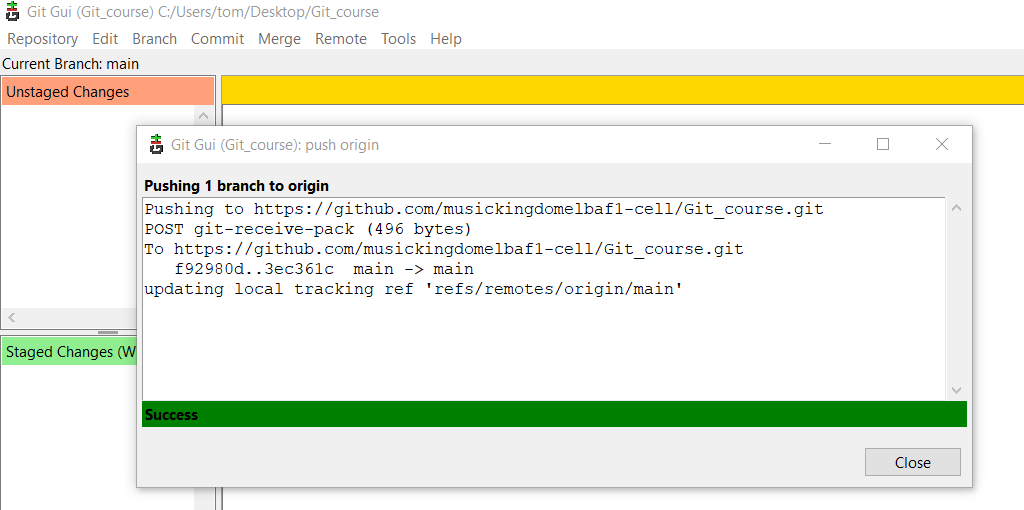 Git Gui (Git_course) C:/Users/tom/Desktop/Git_course
Repository Edit Branch Commit Merge Remote Tools Help
Current Branch: main
Unstaged Changes
Git Gui (Git_course): push origin
Pushing 1 branch to origin
Pushing to https://github.com/musickingdomelbaf1-cell/Git_course.git
POST git-receive-pack (496 bytes)
To https://github.com/musickingdomelbaf1-cell/Git_course.git
f92980d..3ec361c  main -> main
updating local tracking ref 'refs/remotes/origin/main'
Staged Changes (W
Success
Close